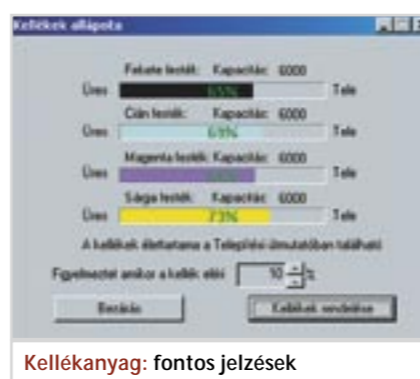 Kellékek állapota
Fekete festék: Kapacitás: 6000
Üres 65% Tele
Cián festék: Kapacitás: 6000
Üres 69% Tele
Magenta festék: Kapacitás: 6000
Üres Tele
Sárga festék: Kapacitás: 6000
Üres 73% Tele
A kellékek élettartama a Telepítési útmutatóban található
Figyelmeztet amikor a kellék eléri 10 %
Bezárás Kellékek rendelése
Kellékanyag: fontos jelzések